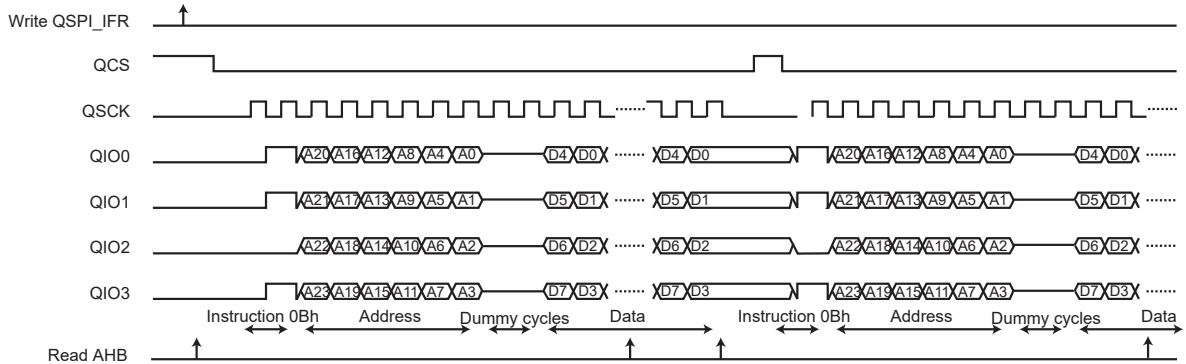 Write QSPI_IFR
QCS
QSCK
QIO0 A20 A16 A12 A8 A4 A0 D4 D0 D4 D0 A20 A16 A12 A8 A4 A0 D4 D0
QIO1 A21 A17 A13 A9 A5 A1 D5 D1 D5 D1 A21 A17 A13 A9 A5 A1 D5 D1
QIO2 A22 A18 A14 A10 A6 A2 D6 D2 D6 D2 A22 A18 A14 A10 A6 A2 D6 D2
QIO3 A23 A19 A15 A11 A7 A3 D7 D3 D7 D3 A23 A19 A15 A11 A7 A3 D7 D3
Instruction 0Bh Address Dummy cycles Data Instruction 0Bh Address Dummy cycles Data
Read AHB